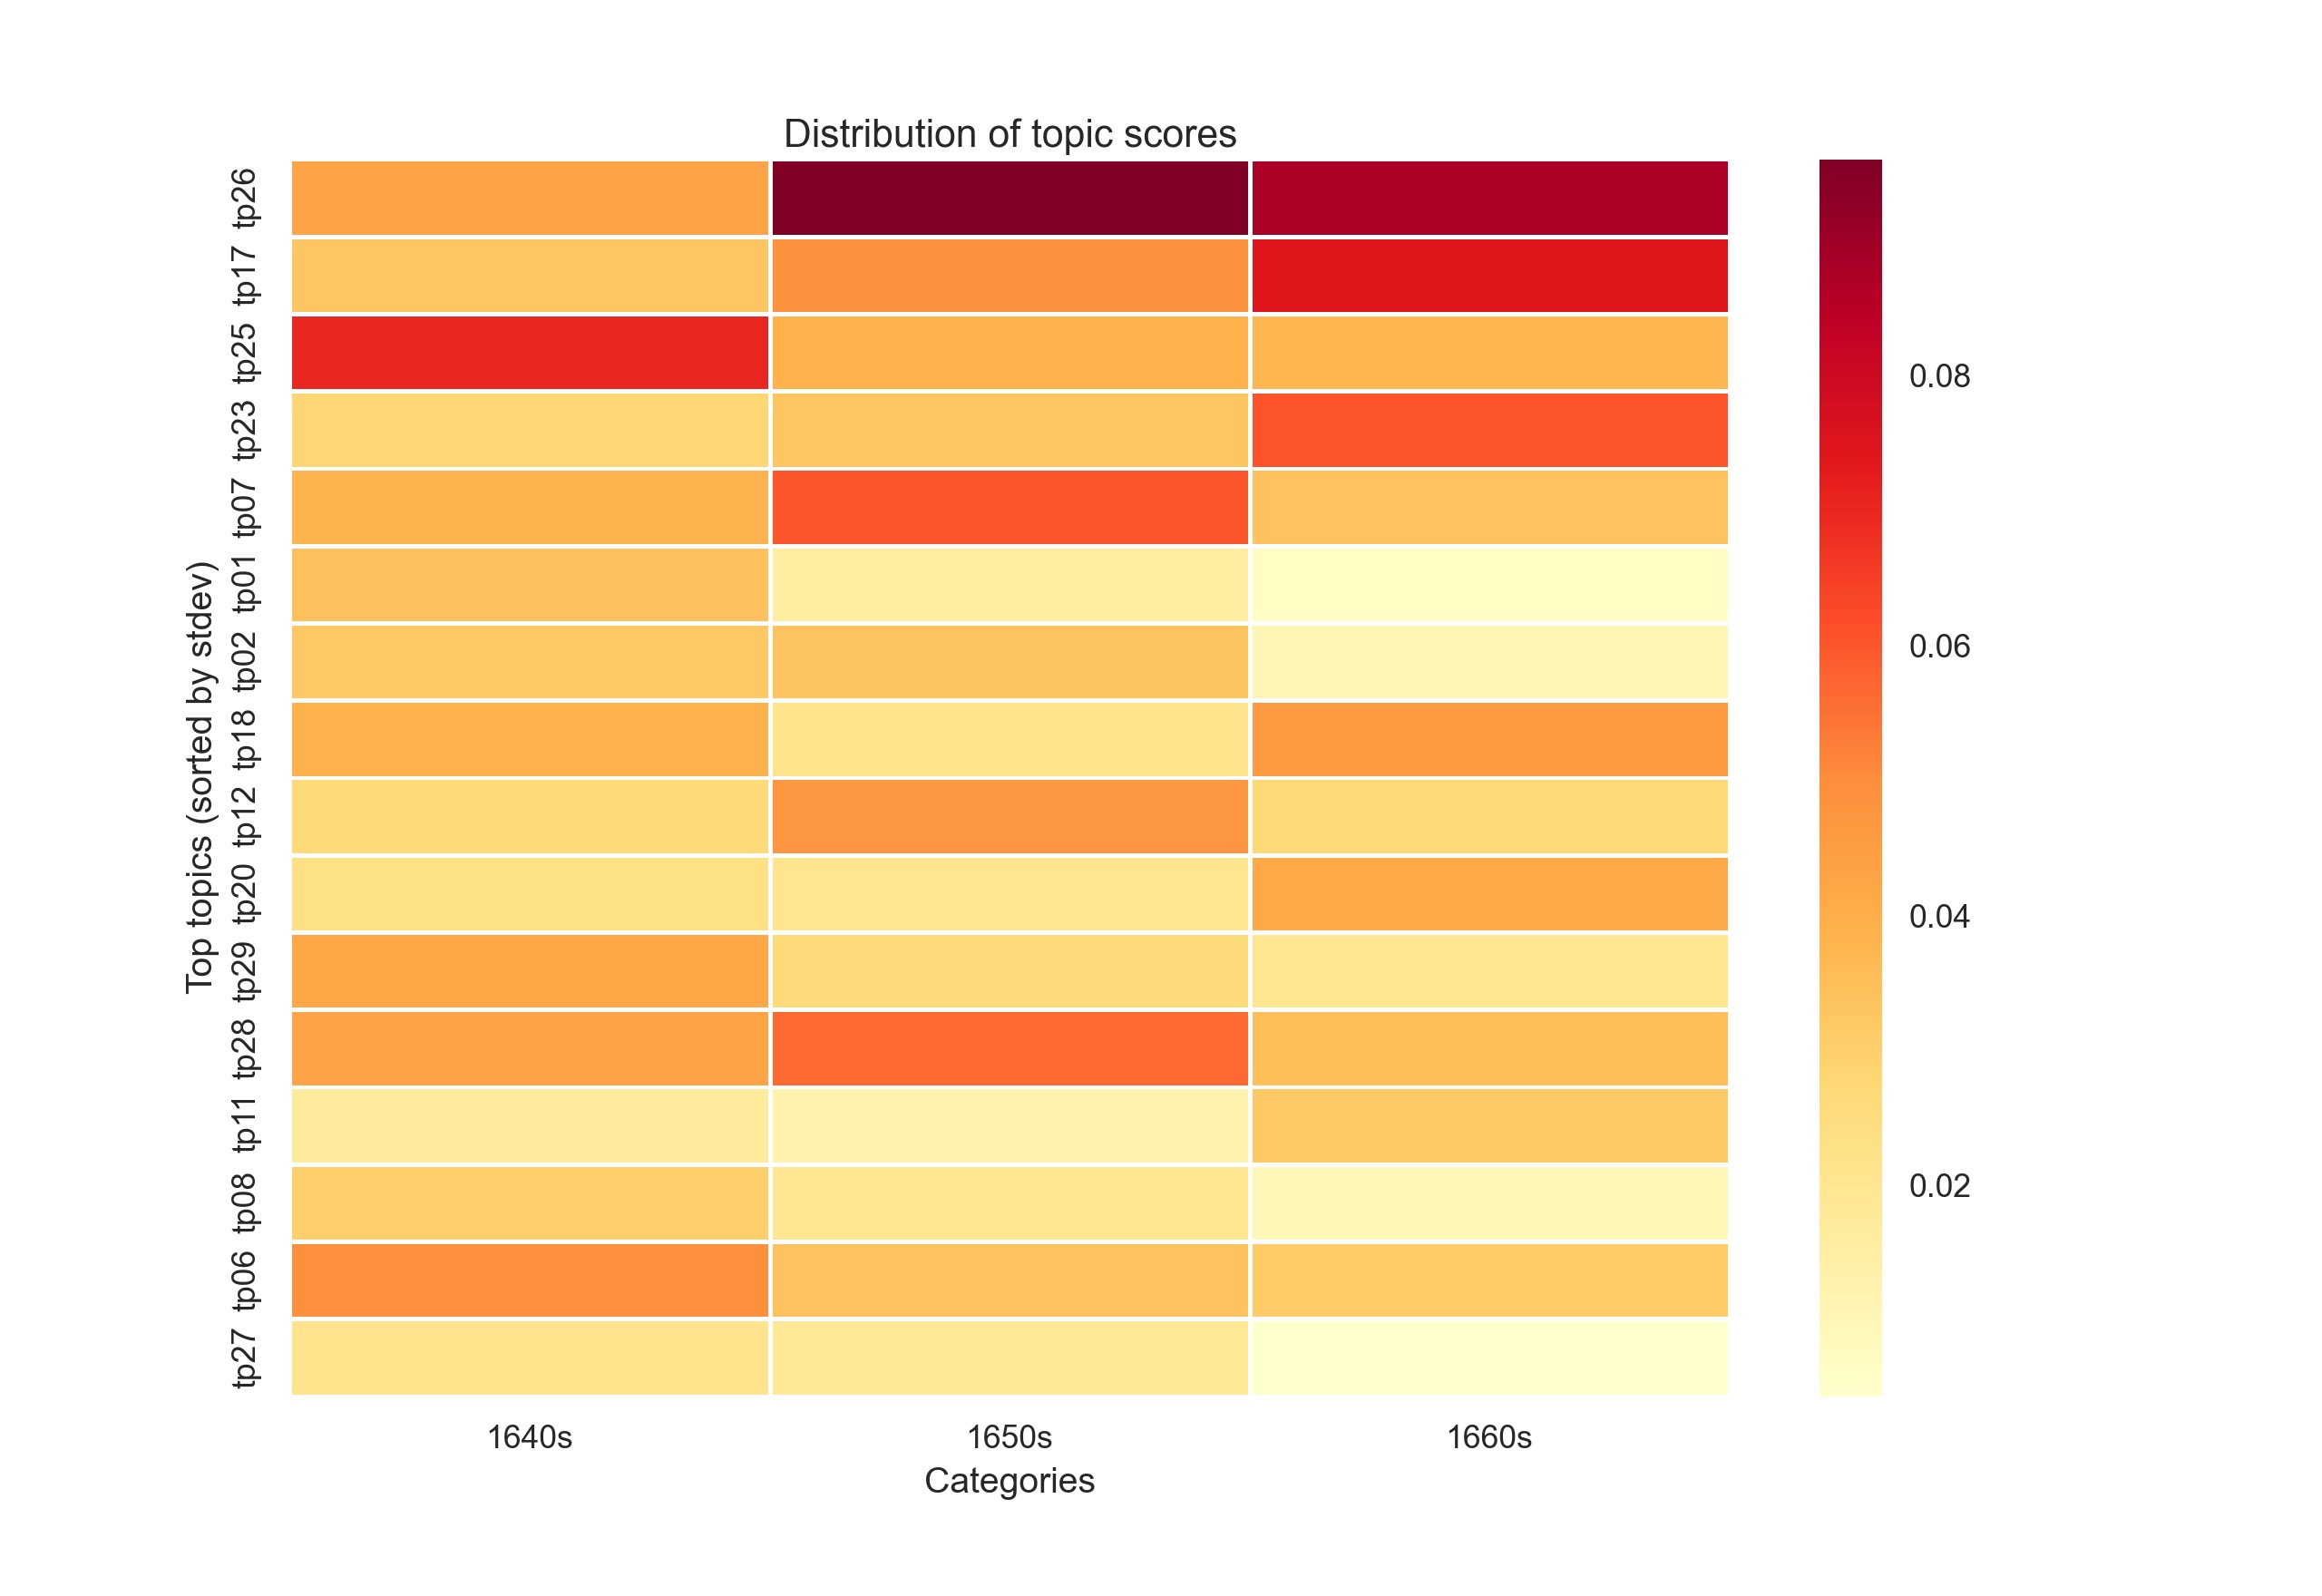 Distribution of topic scores
Top topics (sorted by stdev)
tp26
tp17
tp25
tp23
tp07
tp01
tp02
tp18
tp12
tp20
tp29
tp28
tp11
tp08
tp06
tp27
1640s
1650s
1660s
Categories
0.08
0.06
0.04
0.02